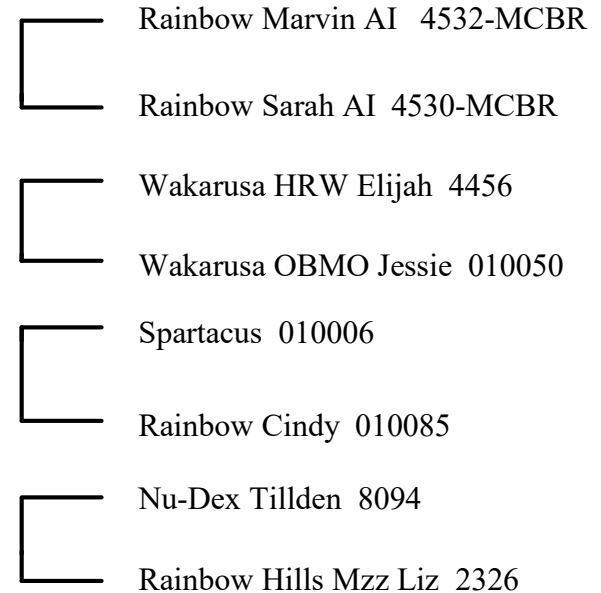 Rainbow Marvin AI 4532-MCBR
Rainbow Sarah AI 4530-MCBR
Wakarusa HRW Elijah 4456
Wakarusa OBMO Jessie 010050
Spartacus 010006
Rainbow Cindy 010085
Nu-Dex Tillden 8094
Rainbow Hills Mzz Liz 2326